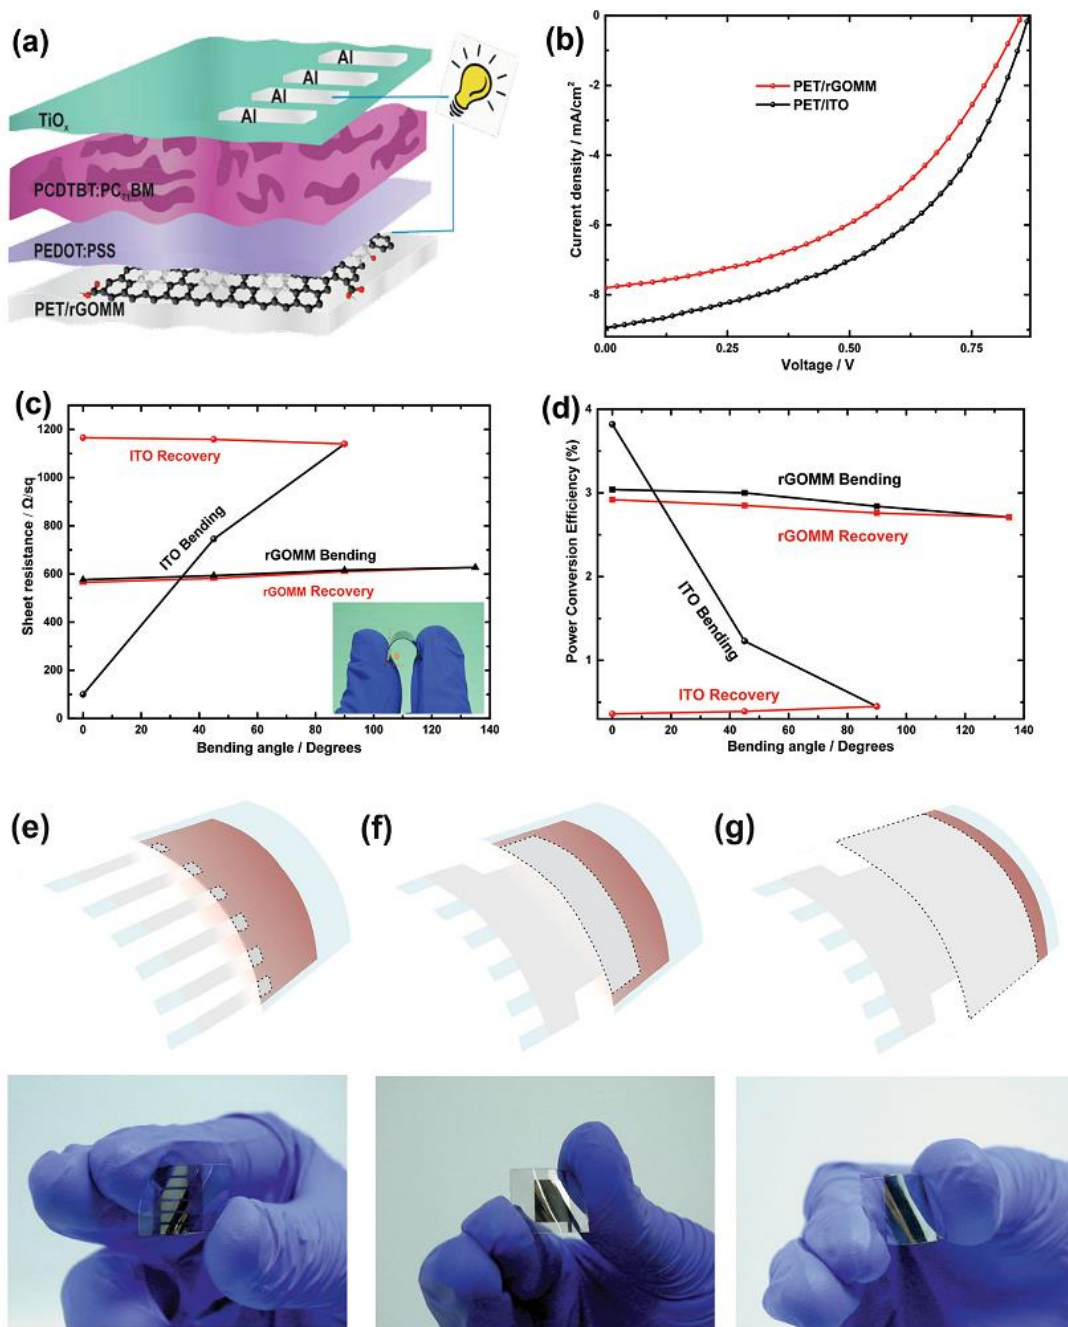 (a)
Al
Al
Al
Al
TiOₓ
PCDTBT:PC₇₁BM
PEDOT:PSS
PET/rGOMM
(b)
0
-2
-4
-6
-8
Current density / mA/cm²
PET/rGOMM
PET/ITO
0.00
0.25
0.50
0.75
Voltage / V
(c)
1200
1000
800
600
400
200
0
Sheet resistance / Ω/sq
ITO Recovery
ITO Bending
rGOMM Bending
rGOMM Recovery
0
20
40
60
80
100
120
140
Bending angle / Degrees
(d)
4
3
2
1
Power Conversion Efficiency (%)
rGOMM Bending
rGOMM Recovery
ITO Bending
ITO Recovery
0
20
40
60
80
100
120
140
Bending angle / Degrees
(e)
(f)
(g)